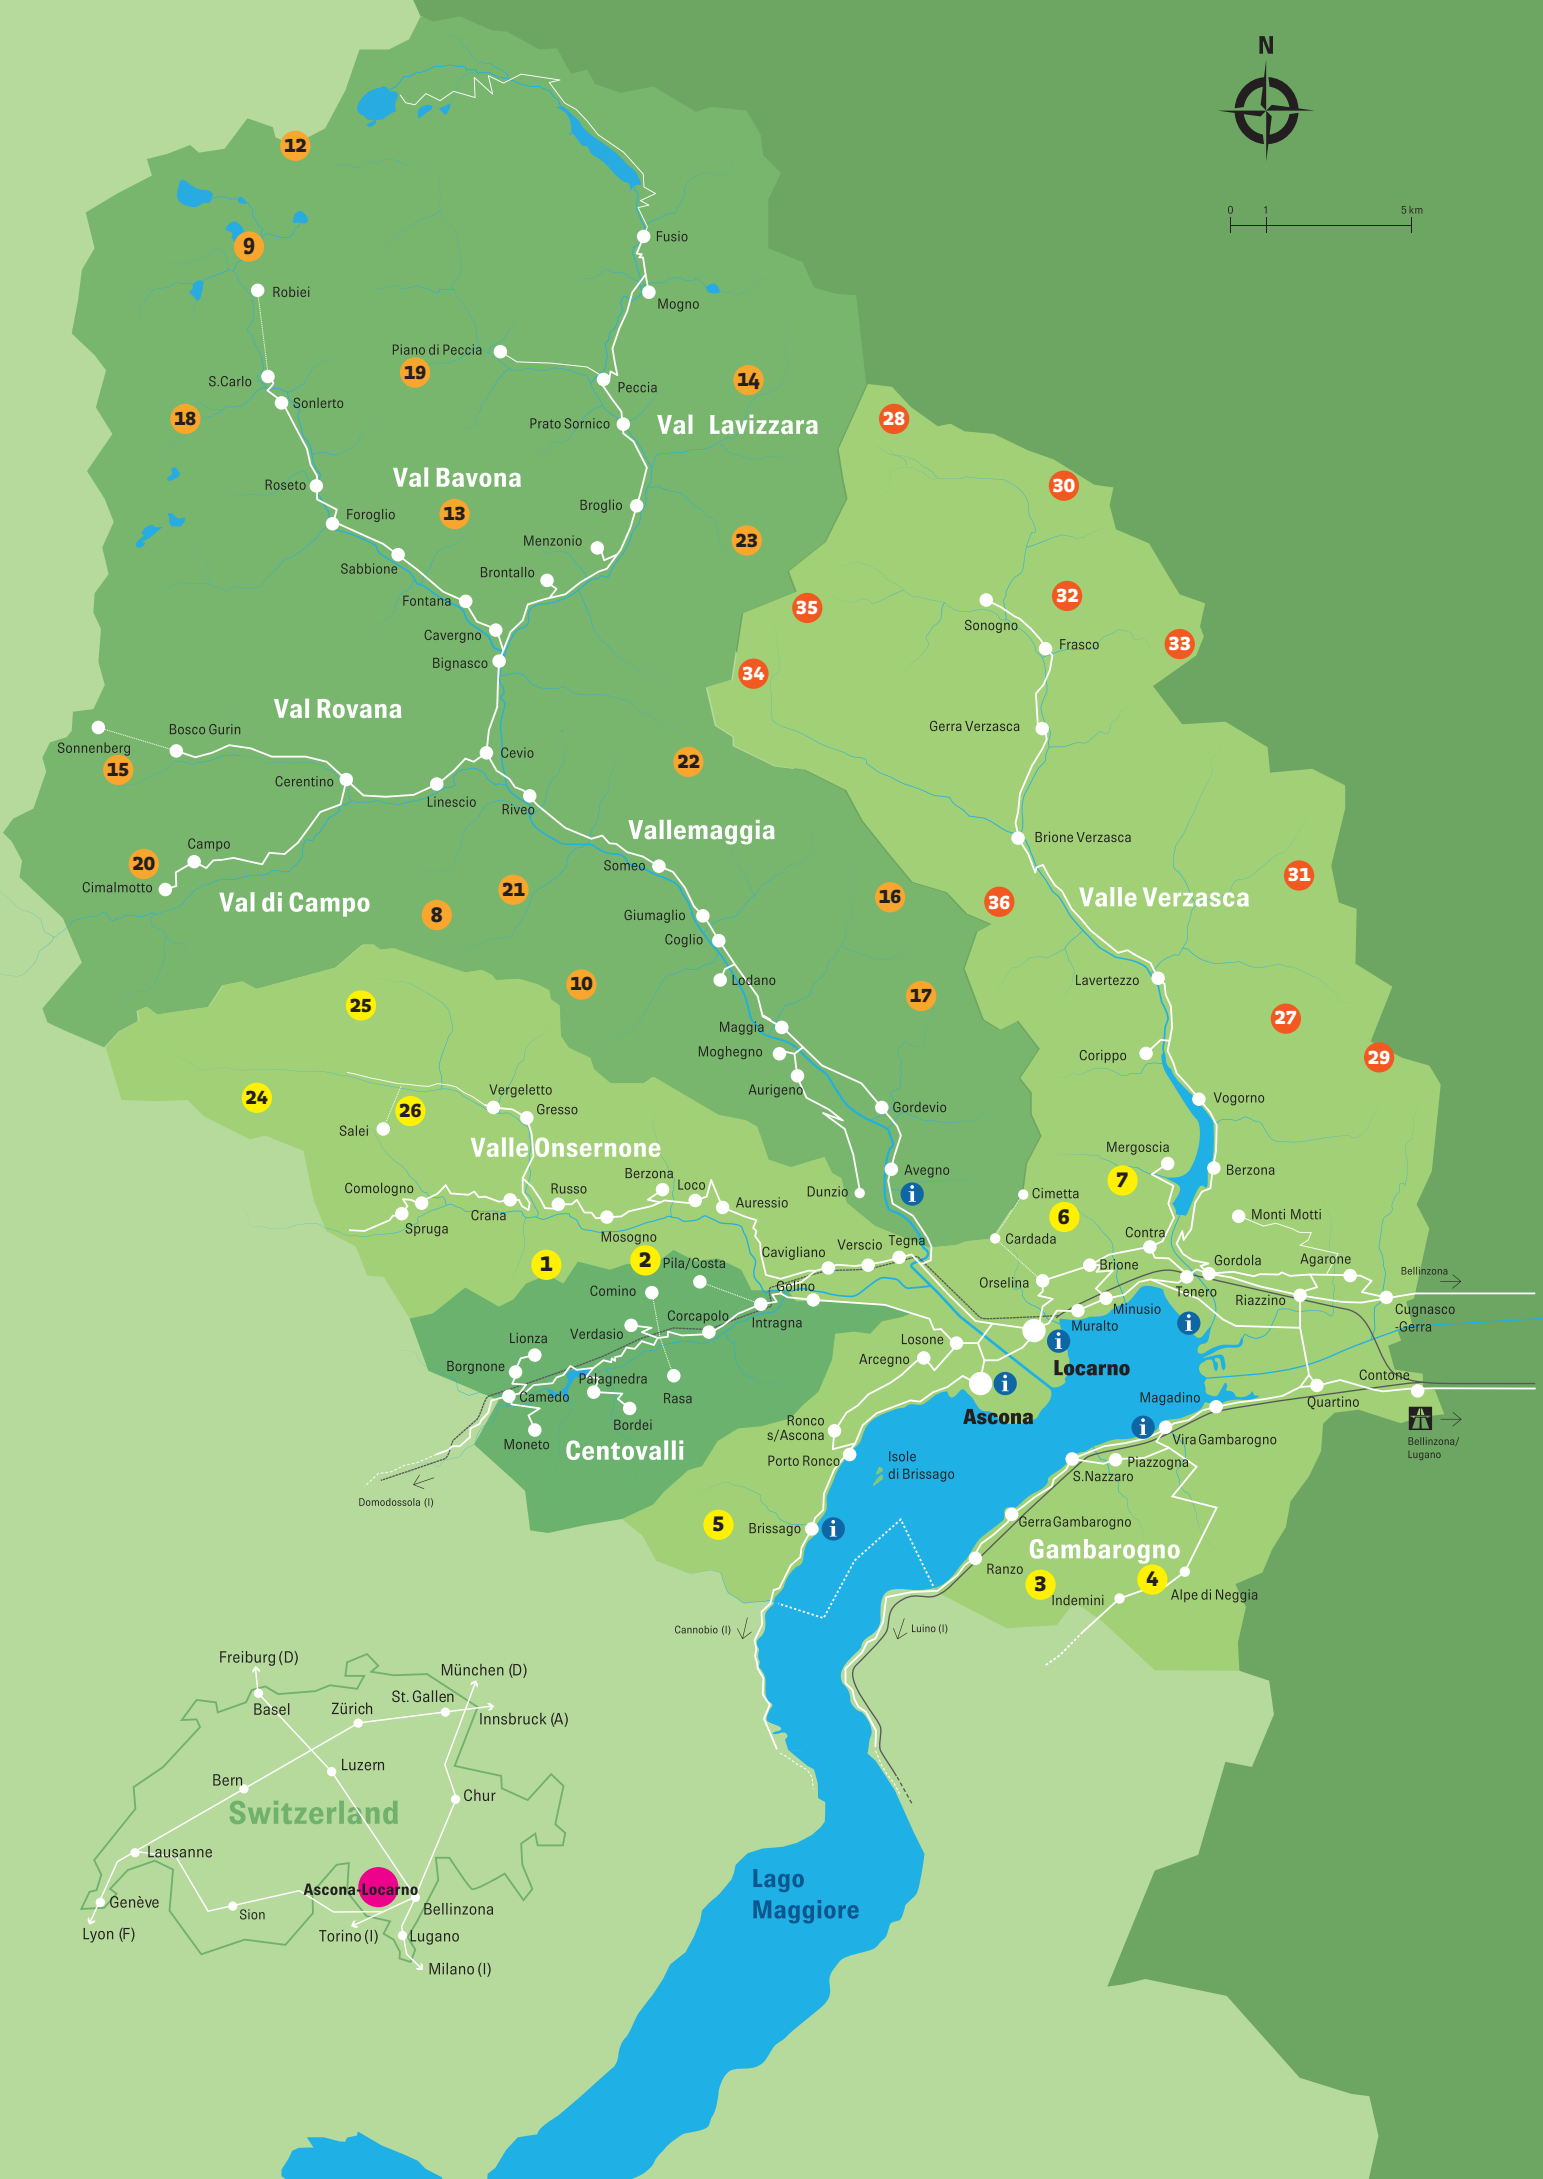 N
0 1 5 km
12
Fusio
9
Robiei
Mogno
Piano di Peccia
19
S.Carlo
Peccia
14
Sonlerto
18
Prato Sornico
Val Lavizzara
28
Val Bavona
Roseto
30
13
Broglio
Foroglio
Menzonio
23
Sabbione
Brontallo
Fontana
32
35
Cavergno
Sonogno
Frasco
33
Bignasco
34
Val Rovana
Gerra Verzasca
Bosco Gurin
Sonnenberg
Cevio
15
22
Cerentino
Linescio
Riveo
Vallemaggia
Brione Verzasca
Campo
20
Someo
31
Cimalmotto
21
16
Valle Verzasca
Val di Campo
36
8
Giumaglio
Coglio
Lodano
Lavertezzo
10
17
25
27
Maggia
Moghegno
Corippo
29
Aurigeno
Vergeletto
24
26
Gresso
Gordevio
Vogorno
Salei
Valle Onsernone
Mergoscia
Berzona
Avegno
i
Berzona
7
Comologno
Russo
Loco
Dunzio
Cimetta
Auressio
Spruga
Crana
6
Monti Motti
Mosogno
Cardada
Contra
1
2
Pila/Costa
Cavigliano
Verscio
Tegna
Brione
Gordola
Agarone
Bellinzona
Comino
Golino
Orselina
Tenero
Riazzino
Cugnasco
-Gerra
Corcapolo
Intragna
Minusio
Muralto
i
Verdasio
Lionza
Losone
i
Borgnone
Arcegno
Locarno
Palagnedra
Rasa
i
Contone
Camedo
Magadino
Quartino
Bordei
Ascona
Moneto
Centovalli
Ronco
s/Ascona
i
Vira Gambarogno
Bellinzona/
Lugano
Porto Ronco
Isole
di Brissago
Piazzogna
S.Nazzaro
Domodossola (I)
5
Brissago
i
Gerra Gambarogno
Gambarogno
Ranzo
3
4
Indemini
Alpe di Neggia
Cannobio (I)
Luino (I)
Freiburg (D)
München (D)
St. Gallen
Basel
Zürich
Innsbruck (A)
Luzern
Bern
Chur
Switzerland
Lausanne
Ascona-Locarno
Genève
Sion
Bellinzona
Lyon (F)
Torino (I)
Lugano
Milano (I)
Lago
Maggiore